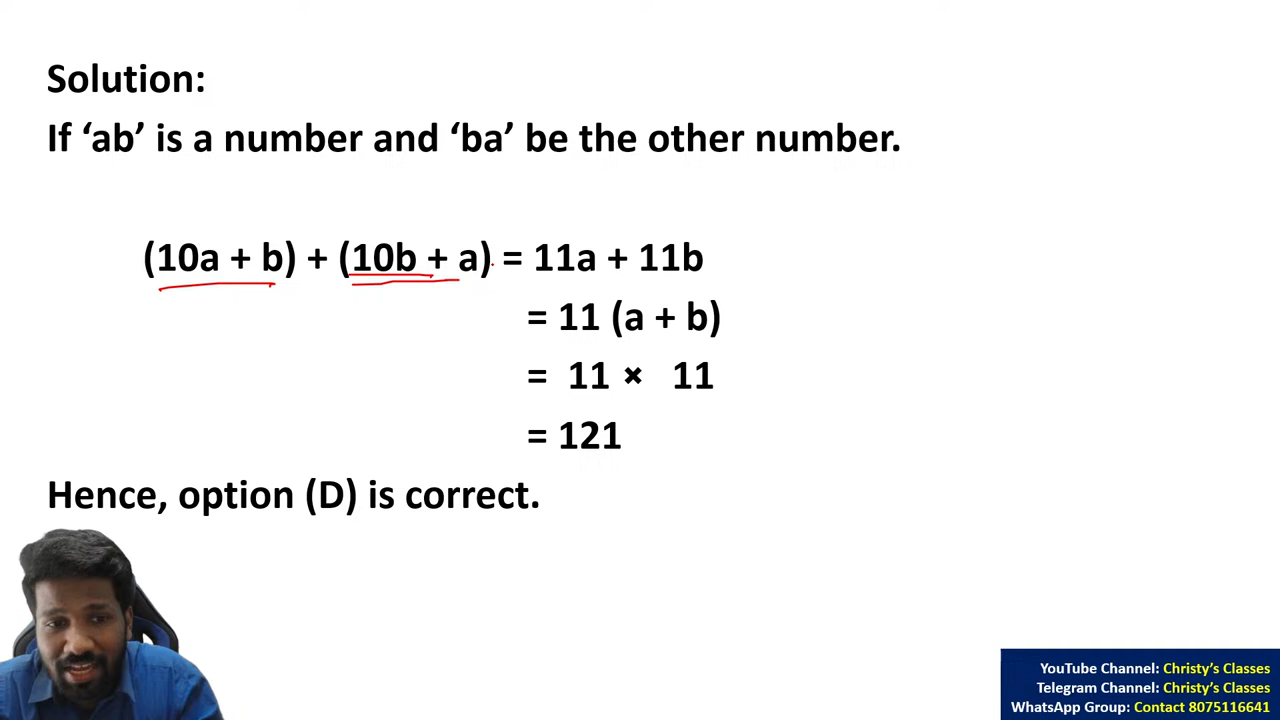 Solution:
If ‘ab’ is a number and ‘ba’ be the other number.
(10a + b) + (10b + a) = 11a + 11b
= 11 (a + b)
= 11 × 11
= 121
Hence, option (D) is correct.
YouTube Channel: Christy’s Classes
Telegram Channel: Christy’s Classes
WhatsApp Group: Contact 8075116641